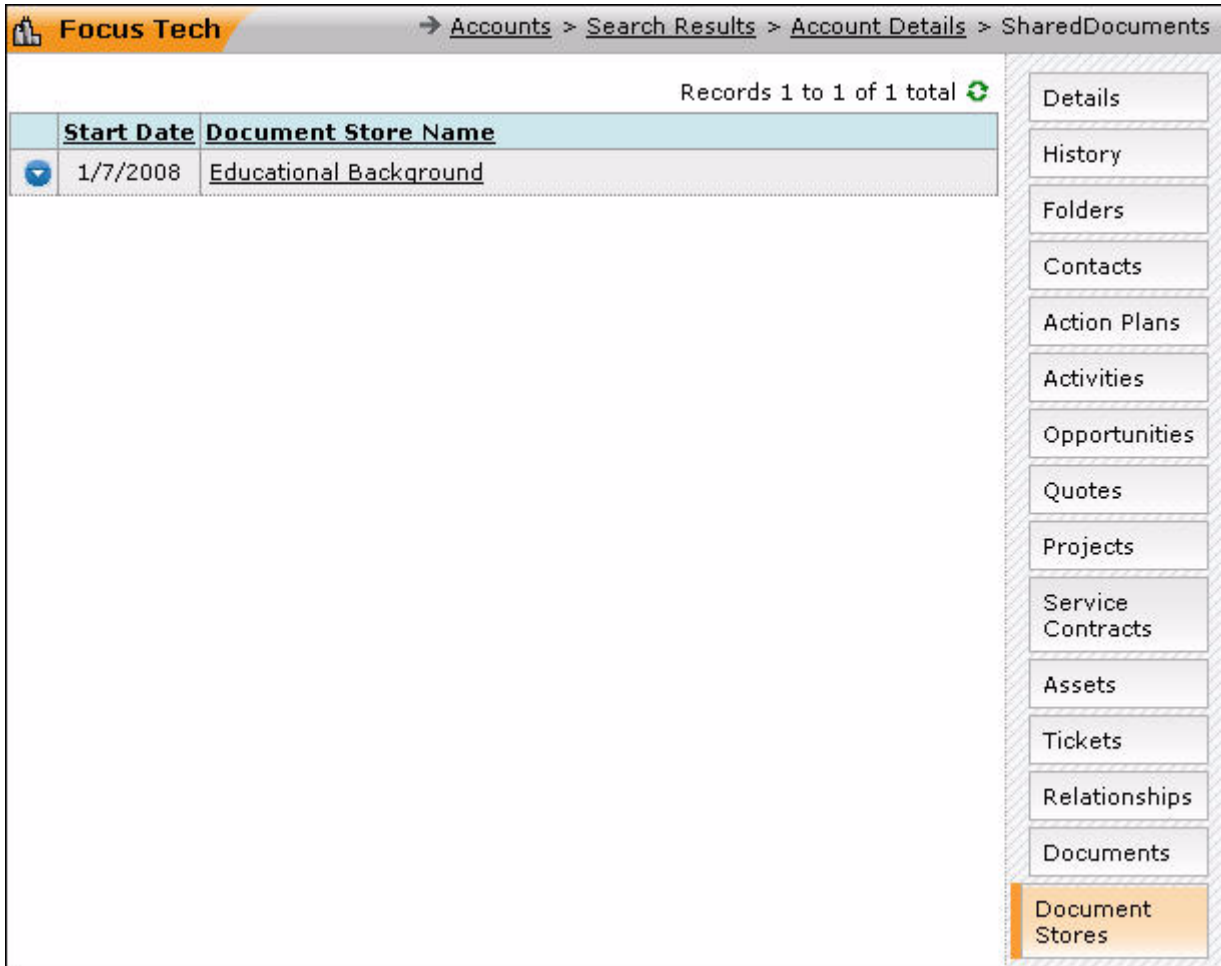 Focus Tech
Accounts > Search Results > Account Details > SharedDocuments
Records 1 to 1 of 1 total
Start Date Document Store Name
1/7/2008 Educational Background
Details
History
Folders
Contacts
Action Plans
Activities
Opportunities
Quotes
Projects
Service
Contracts
Assets
Tickets
Relationships
Documents
Document
Stores